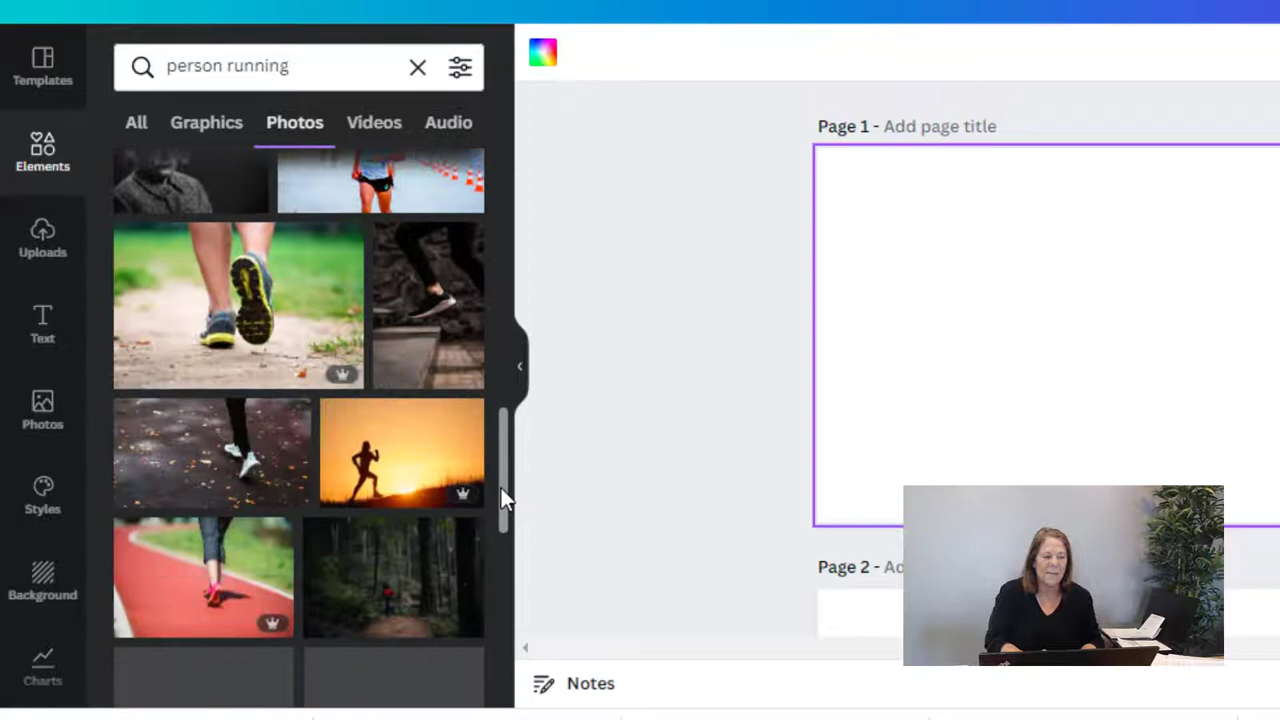 Templates
Elements
Uploads
Text
Photos
Styles
Background
Charts
person running
All Graphics Photos Videos Audio
Page 1 - Add page title
Page 2 - Ad
Notes